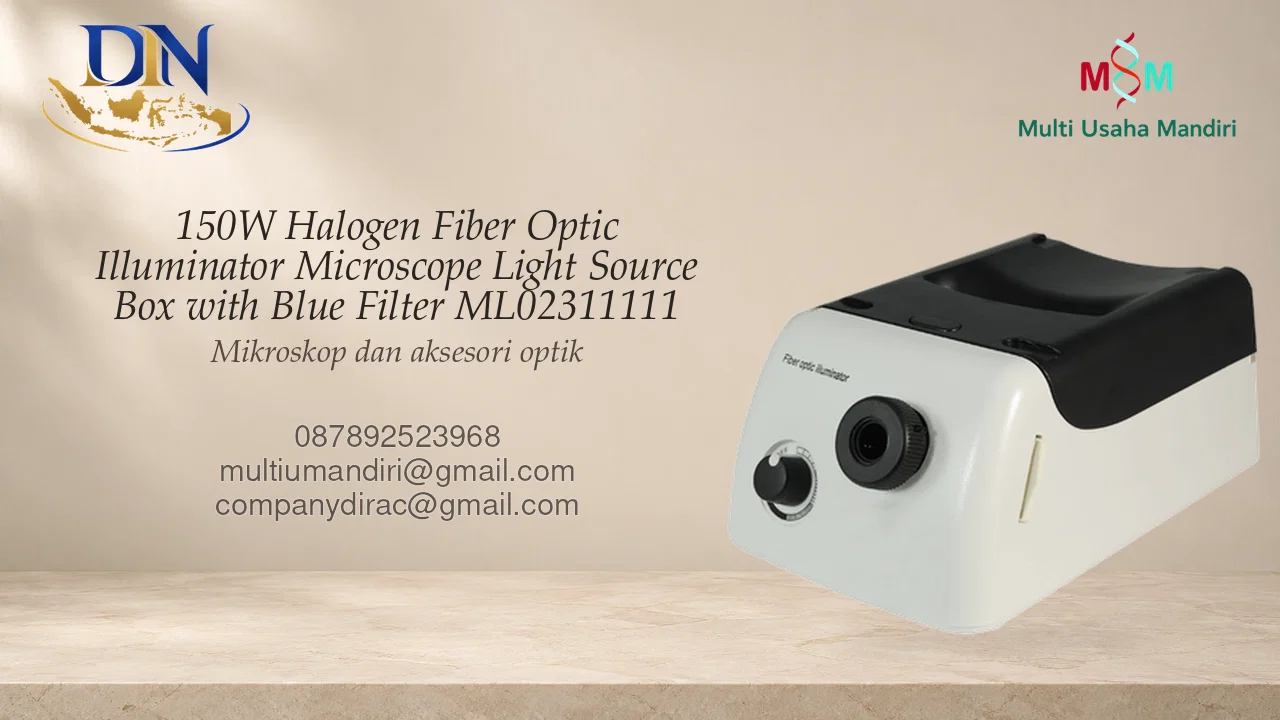 DN
MSM
Multi Usaha Mandiri
150W Halogen Fiber Optic
Illuminator Microscope Light Source
Box with Blue Filter ML02311111
Mikroskop dan aksesori optik
087892523968
multiumandiri@gmail.com
companydirac@gmail.com
Fiber optic illuminator